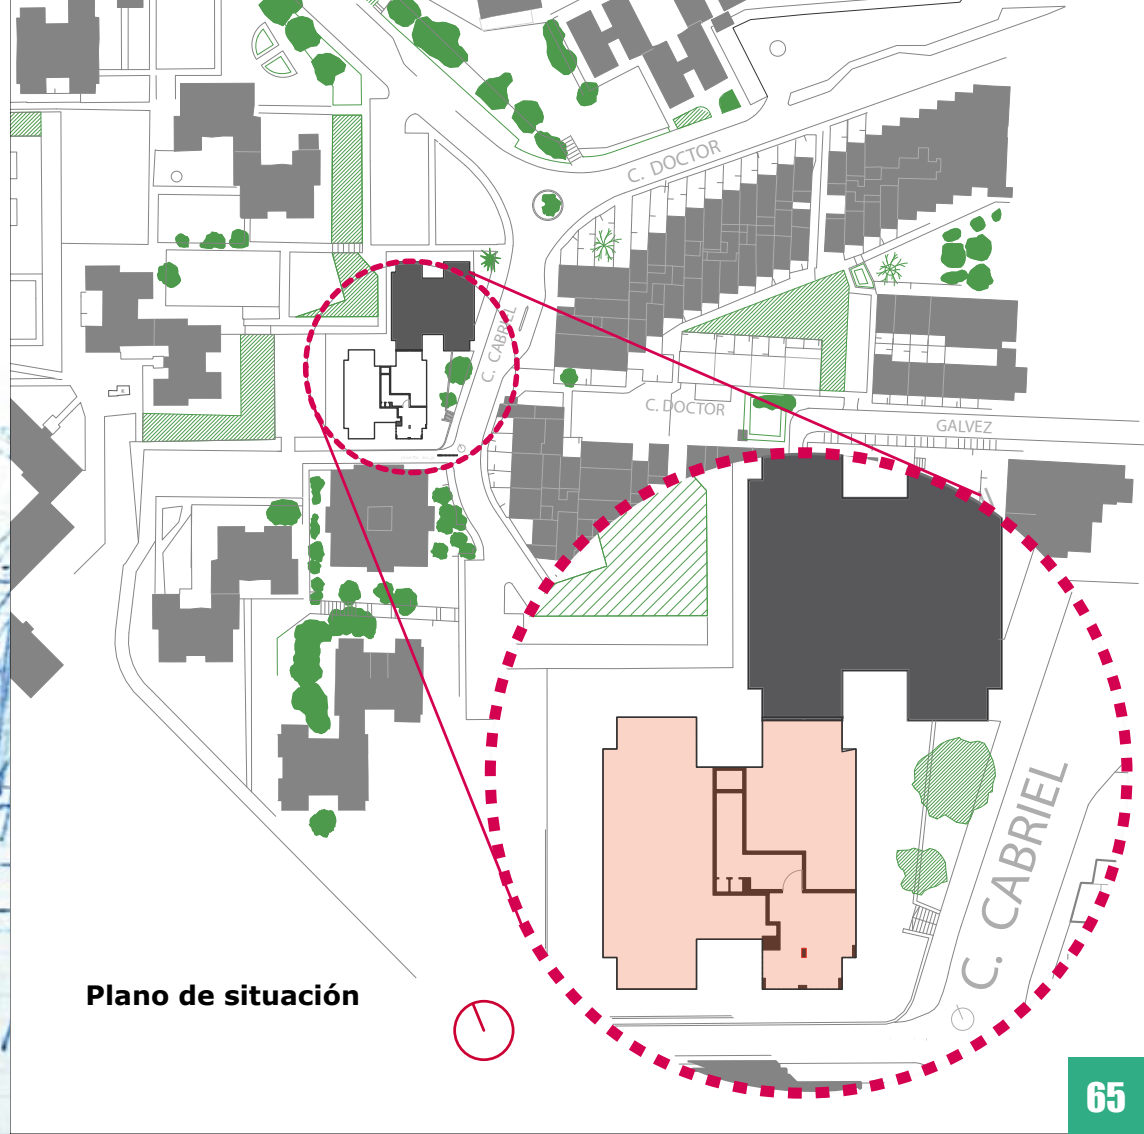 C. DOCTOR
C. CABRIEL
C. DOCTOR
GALVEZ
C. CABRIEL
Plano de situación
65